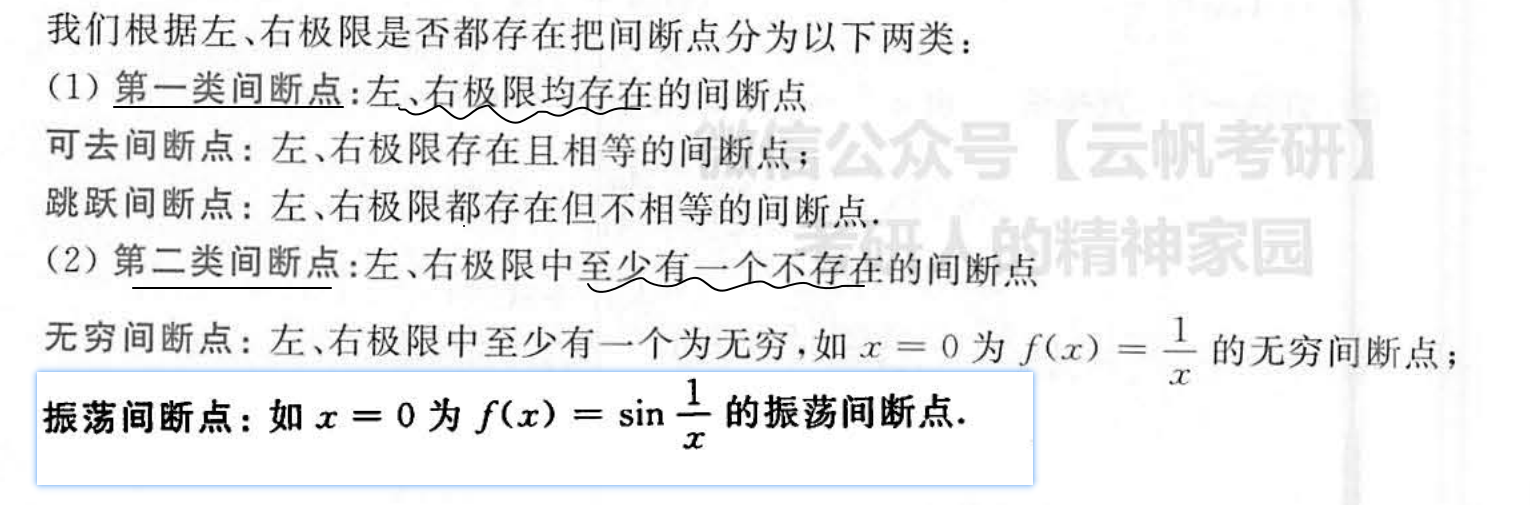 我们根据左、右极限是否都存在把间断点分为以下两类：
(1) 第一类间断点:左、右极限均存在的间断点
可去间断点：左、右极限存在且相等的间断点；
跳跃间断点：左、右极限都存在但不相等的间断点.
(2) 第二类间断点:左、右极限中至少有一个不存在的间断点
无穷间断点：左、右极限中至少有一个为无穷，如 x = 0 为 f(x) = 1/x 的无穷间断点；
振荡间断点：如 x = 0 为 f(x) = sin 1/x 的振荡间断点.
微信公众号【云帆考研】
考研人的精神家园